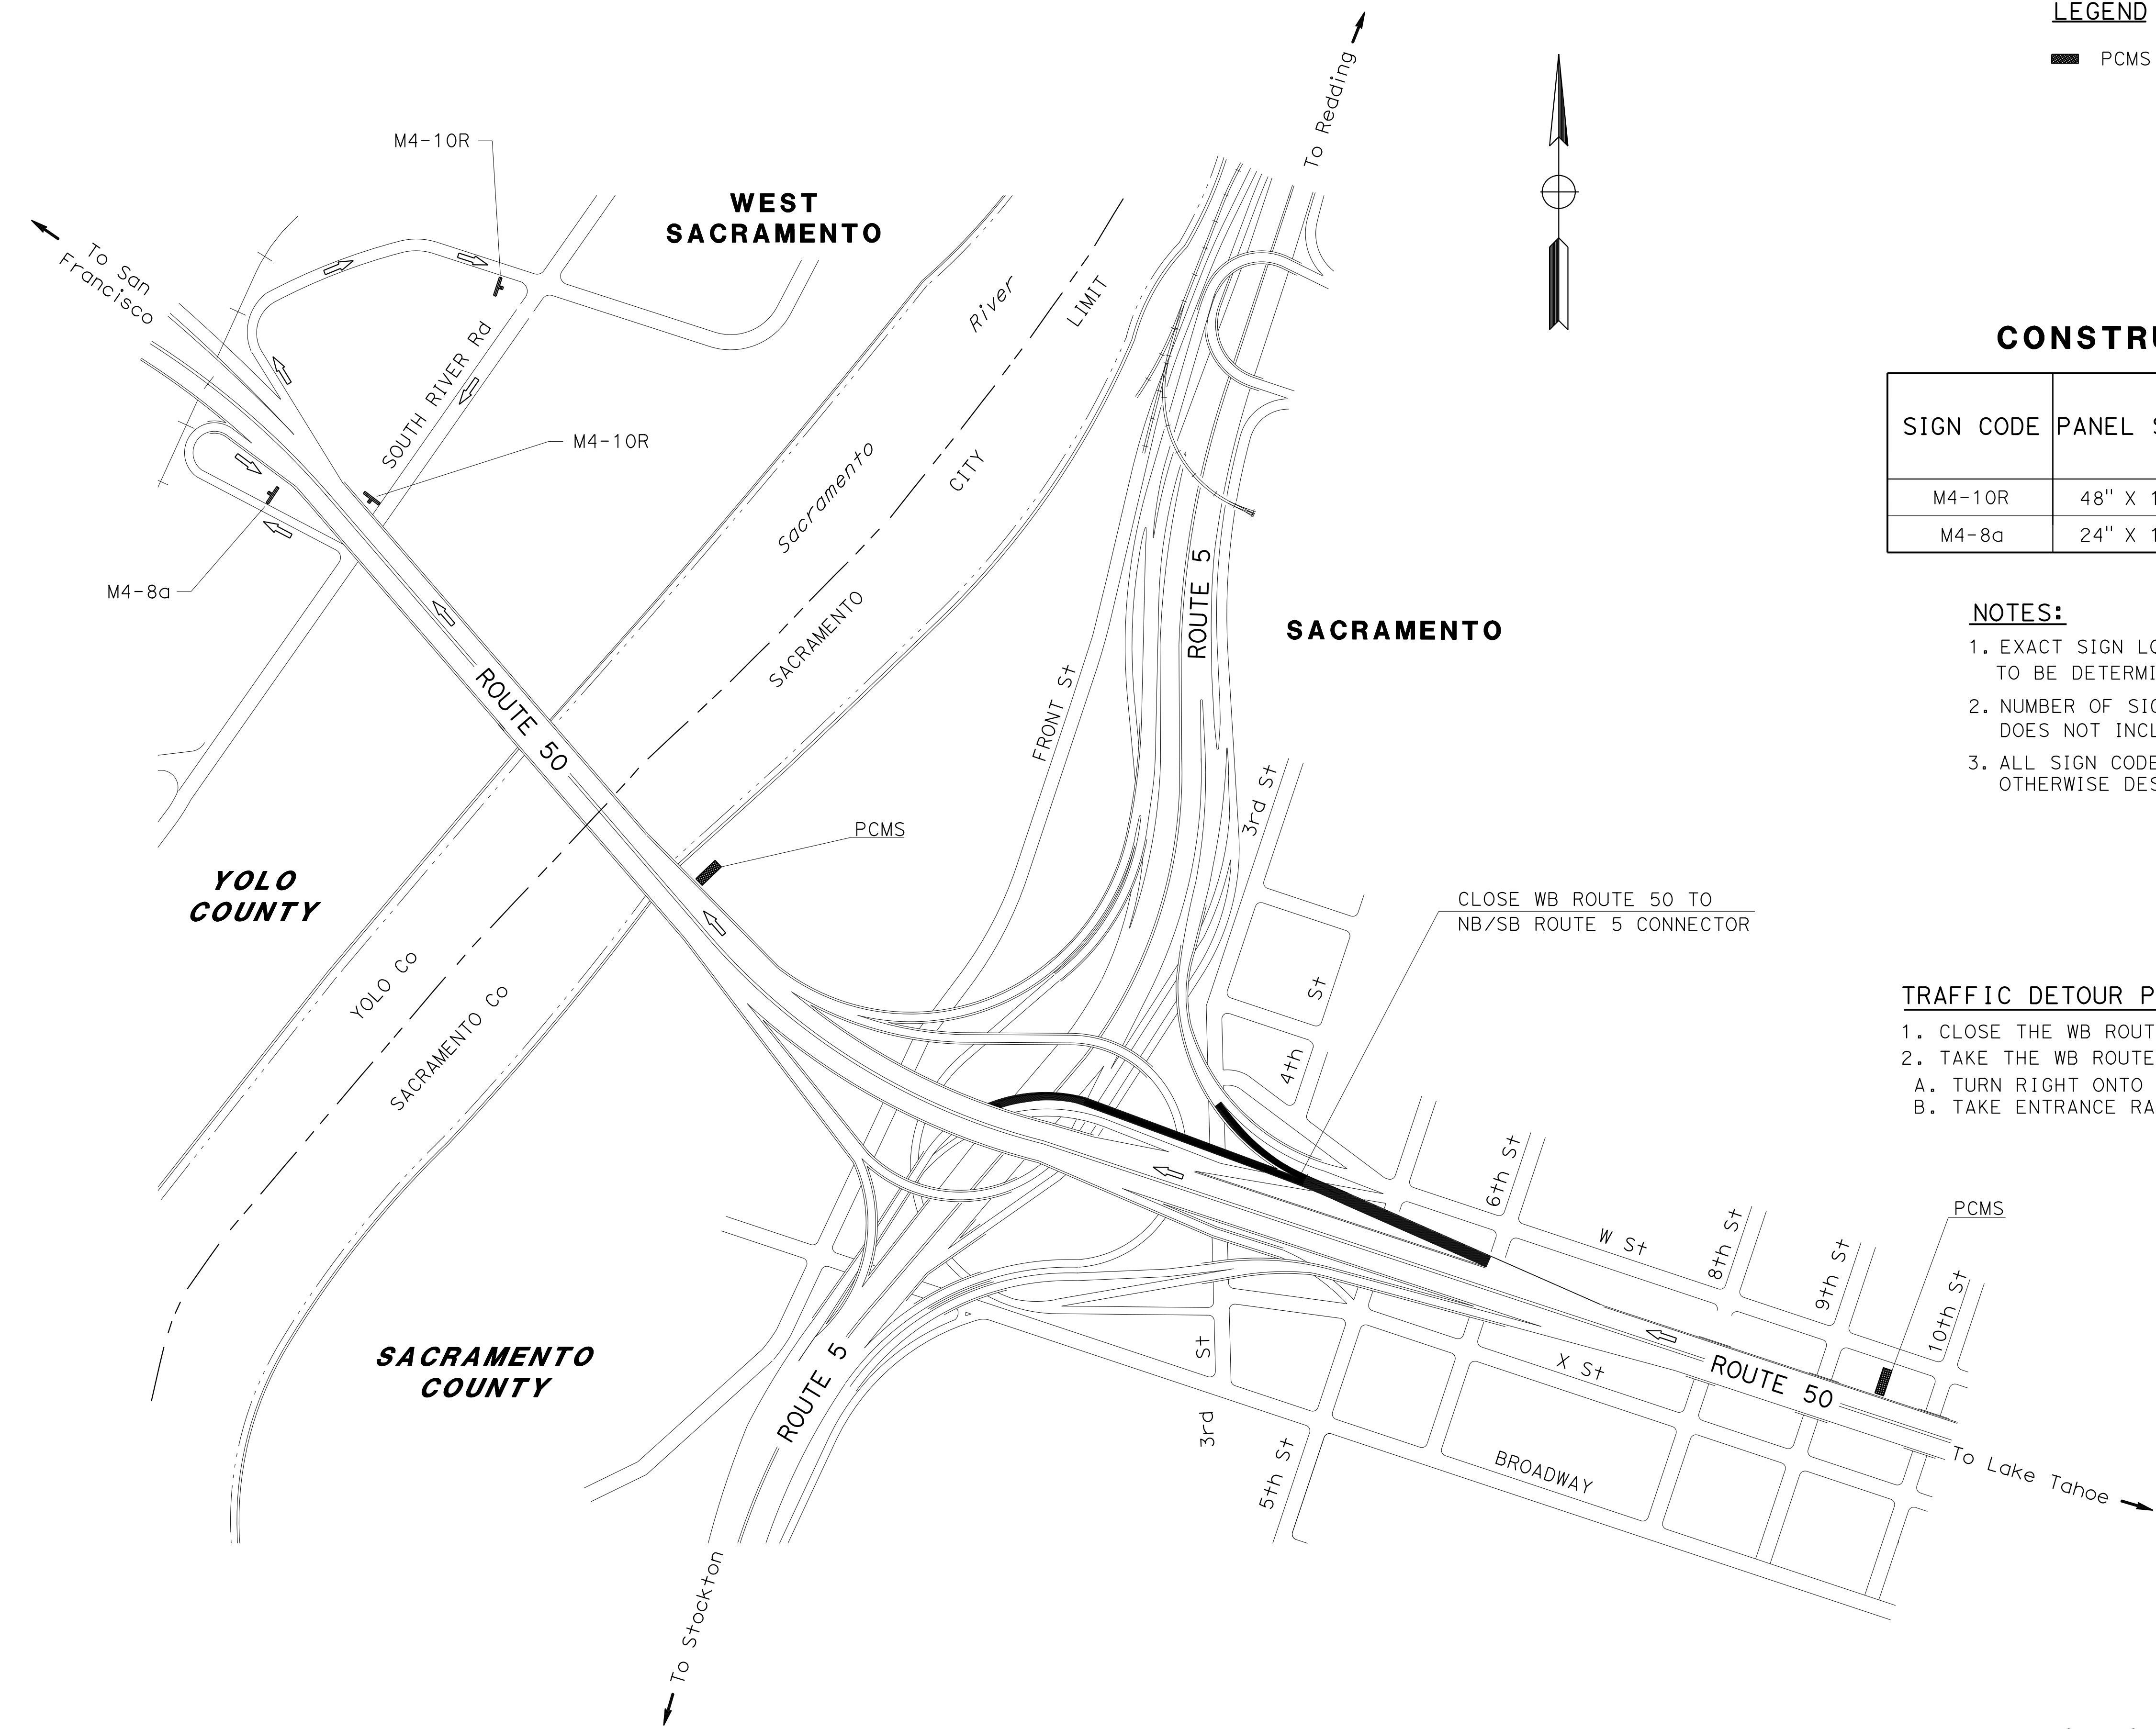 LEGEND
PCMS
To Redding
M4-10R
WEST
SACRAMENTO
To San
Francisco
River
LIMIT
SOUTH RIVER Rd
M4-10R
Sacramento
CITY
CONSTRU
SIGN CODE PANEL S
M4-10R 48" X 1
M4-8a 24" X 1
M4-8a
SACRAMENTO
ROUTE 5
SACRAMENTO
NOTES:
1. EXACT SIGN LO
TO BE DETERMI
2. NUMBER OF SIG
DOES NOT INCL
3. ALL SIGN CODE
OTHERWISE DES
ROUTE 50
FRONT St
3rd St
PCMS
YOLO
COUNTY
CLOSE WB ROUTE 50 TO
NB/SB ROUTE 5 CONNECTOR
YOLO Co
SACRAMENTO Co
St
4th
TRAFFIC DETOUR P
1. CLOSE THE WB ROUT
2. TAKE THE WB ROUTE
A. TURN RIGHT ONTO
B. TAKE ENTRANCE RA
6th St
W St
8th St
9th St
10th St
PCMS
SACRAMENTO
COUNTY
ROUTE 5
St
3rd
X St
ROUTE 50
5th St
BROADWAY
To Lake Tahoe
To Stockton